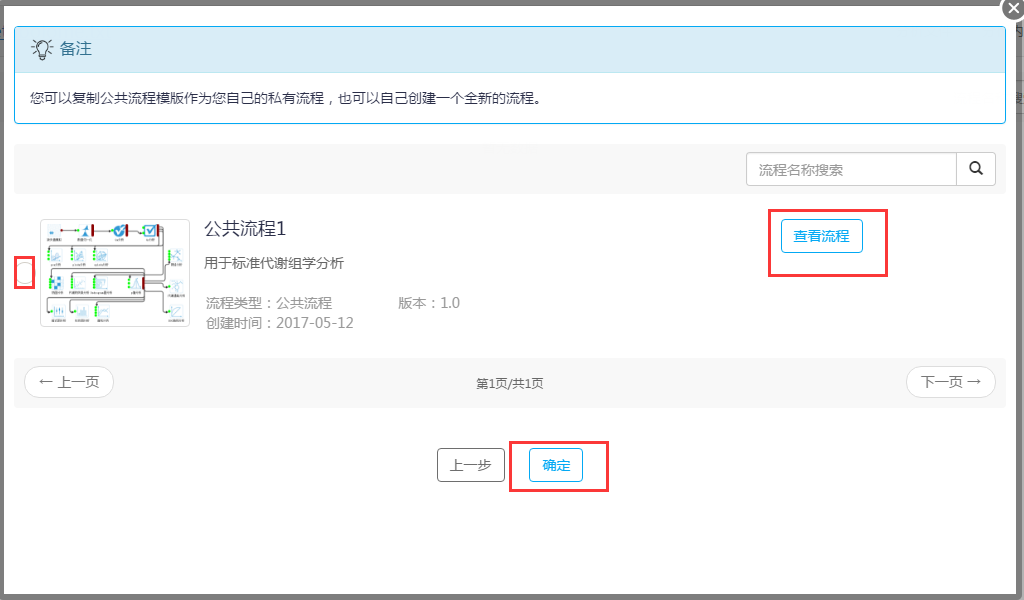 备注
您可以复制公共流程模版作为您自己的私有流程，也可以自己创建一个全新的流程。
流程名称搜索
公共流程1
查看流程
用于标准代谢组学分析
流程类型：公共流程 版本：1.0
创建时间：2017-05-12
← 上一页 第1页/共1页 下一页 →
上一步 确定